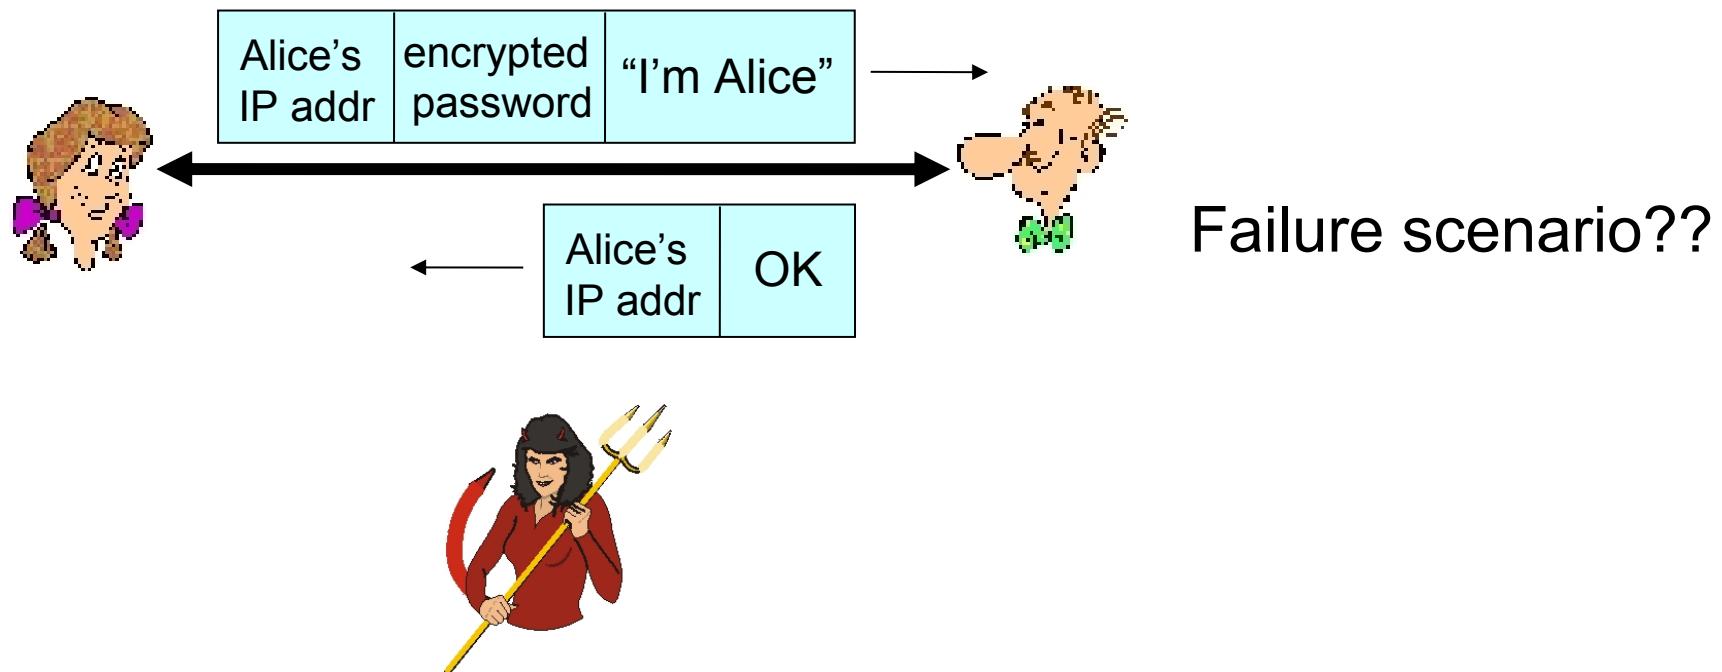 Alice’s
IP addr
encrypted
password
“I’m Alice”
Alice’s
IP addr
OK
Failure scenario??